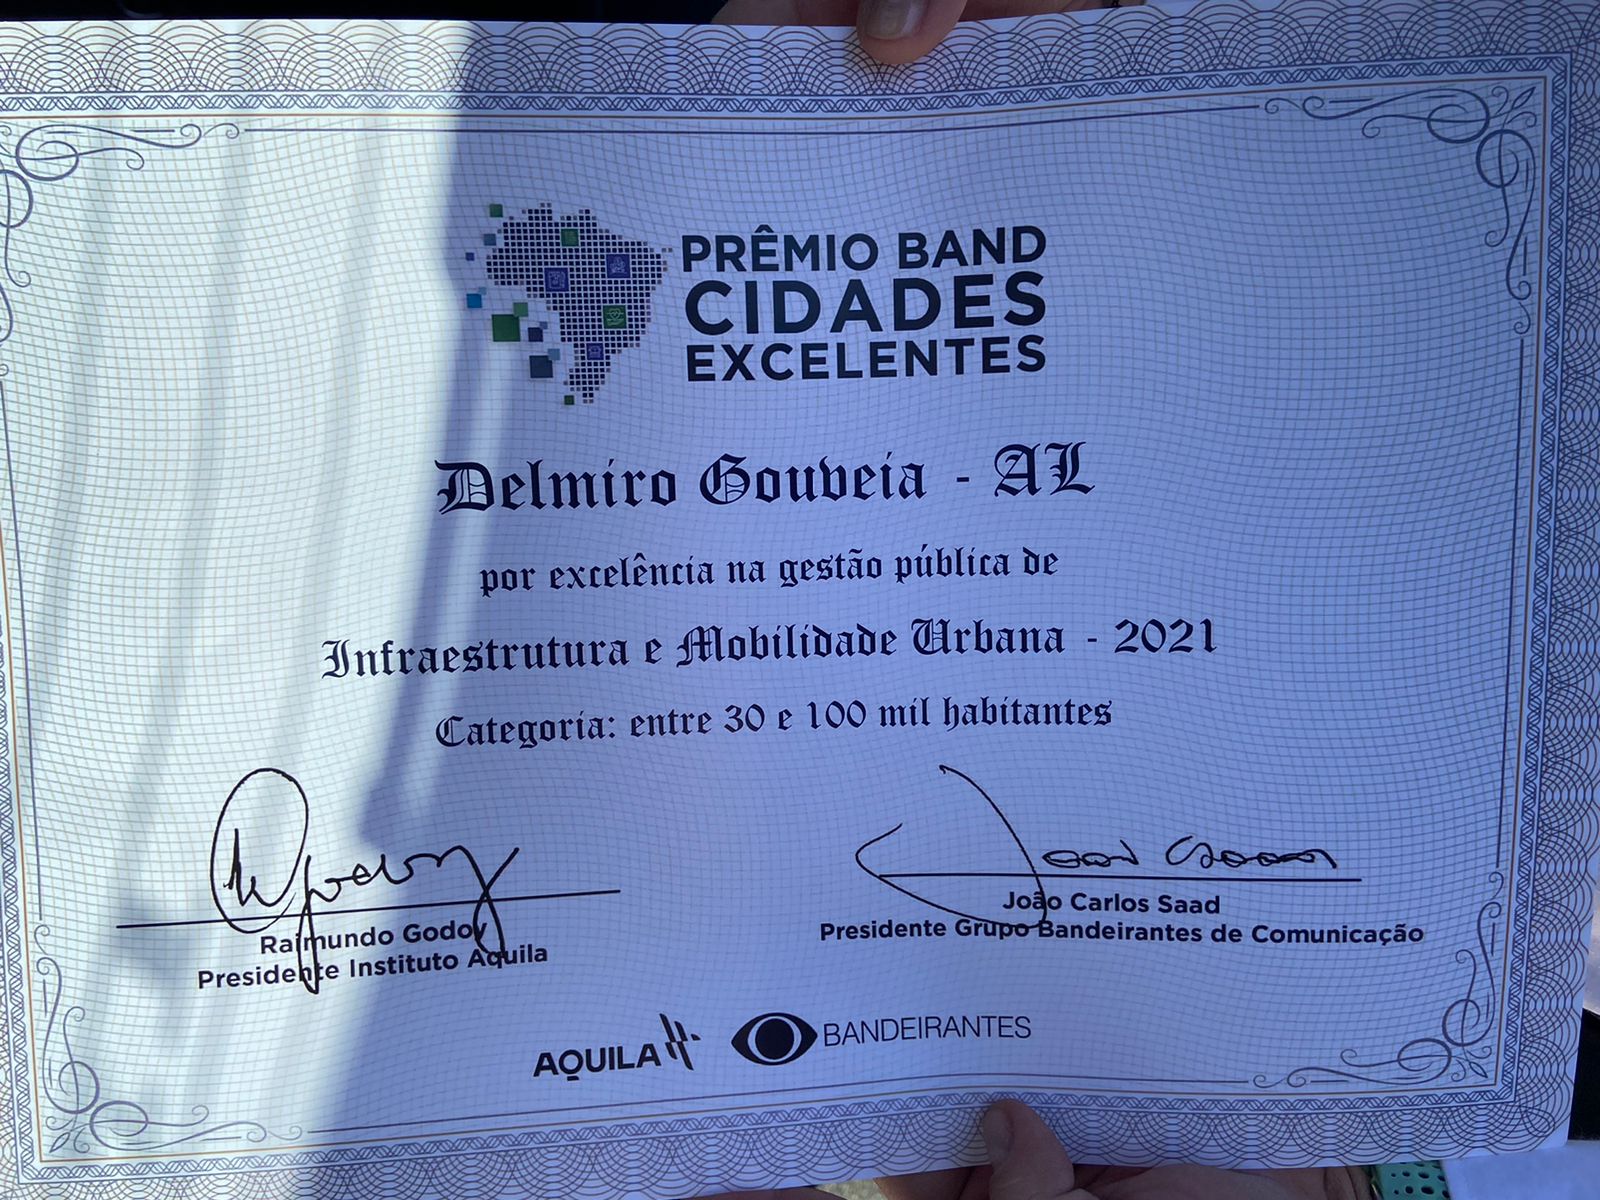 PRÊMIO BAND
CIDADES
EXCELENTES
Delmiro Gouveia - AL
por excelência na gestão pública de
Infraestrutura e Mobilidade Urbana - 2021
Categoria: entre 30 e 100 mil habitantes
Raimundo Godoy
Presidente Instituto Aquila
João Carlos Saad
Presidente Grupo Bandeirantes de Comunicação
AQUILA
BANDEIRANTES